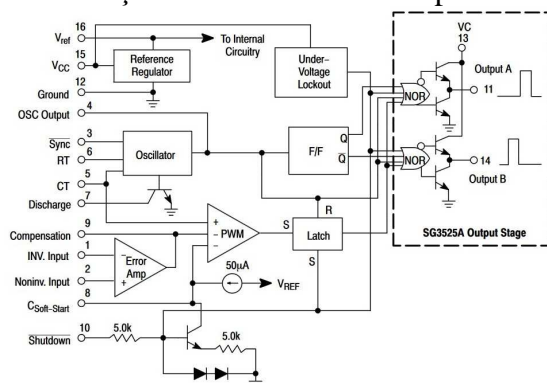 16
Vref
To Internal
Circuitry
15
VCC
Reference
Regulator
Under–
Voltage
Lockout
12
Ground
4
OSC Output
3
Sync
6
RT
5
CT
7
Discharge
Oscillator
F/F
Q
Q
NOR
NOR
VC
13
Output A
11
14
Output B
SG3525A Output Stage
9
Compensation
1
INV. Input
2
Noninv. Input
8
CSoft-Start
–
Error
Amp
+
+
–
–
PWM
S
R
Latch
S
50µA
VREF
10
Shutdown
5.0k
5.0k